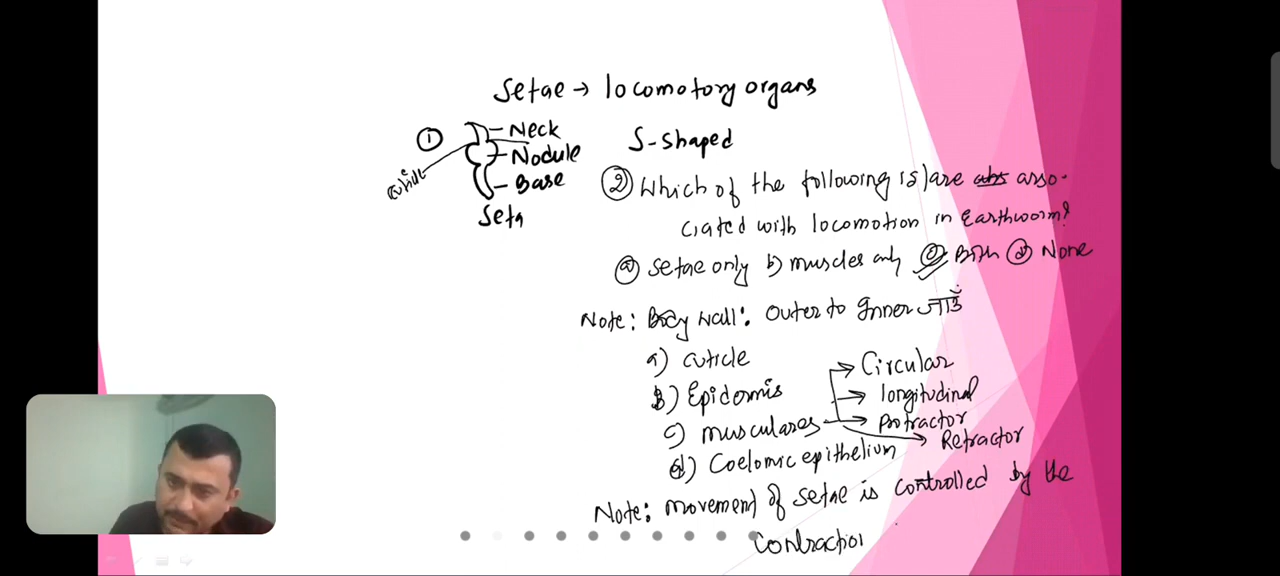 Setae → locomotory organs
① Neck
Nodule
Base
cuticle
Seta
S-shaped
② Which of the following is/are asso-
ciated with locomotion in Earthworm?
ⓐ Setae only b) muscles only ⓒ Both ⓓ None
Note: Body wall: Outer to Inner
a) cuticle
b) Epidermis
c) musculares → Circular
→ longitudinal
→ Protractor
→ Retractor
d) Coelomic epithelium
Note: movement of setae is controlled by the
contraction